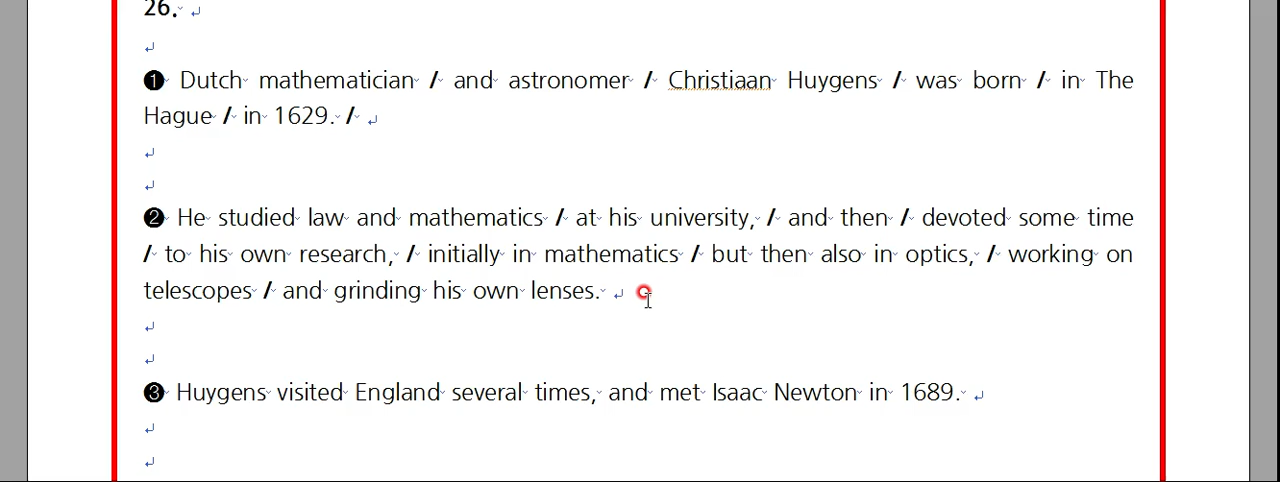 26.
❶ Dutch mathematician / and astronomer / Christiaan Huygens / was born / in The
Hague / in 1629. /
❷ He studied law and mathematics / at his university, / and then / devoted some time
/ to his own research, / initially in mathematics / but then also in optics, / working on
telescopes / and grinding his own lenses.
❸ Huygens visited England several times, and met Isaac Newton in 1689.